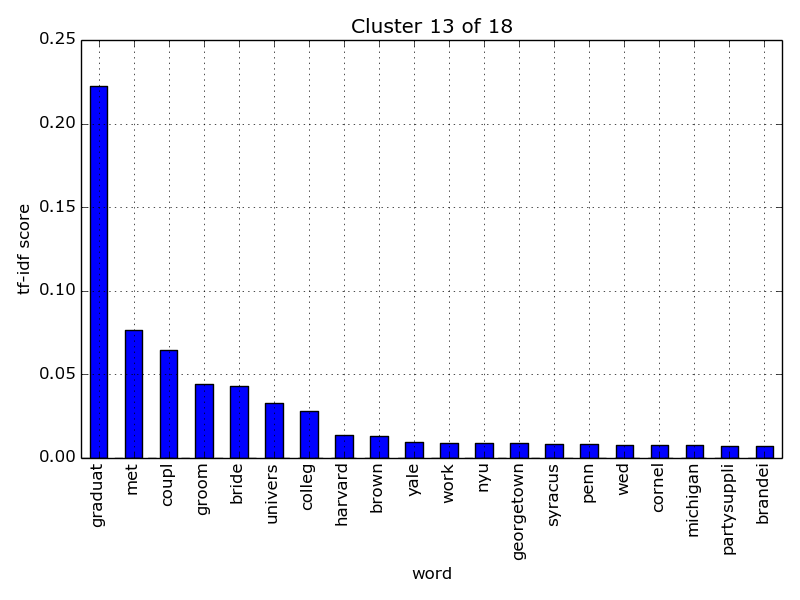 Cluster 13 of 18
0.25
0.20
0.15
0.10
0.05
0.00
tf-idf score
graduat
met
coupl
groom
bride
univers
colleg
harvard
brown
yale
work
nyu
georgetown
syracus
penn
wed
cornel
michigan
partysuppli
brandei
word